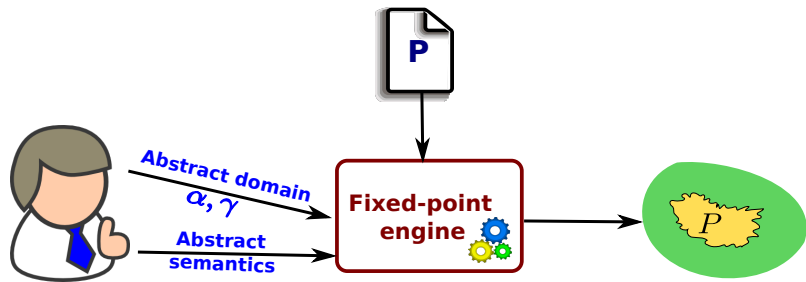 P
Abstract domain
α, γ
Abstract
semantics
Fixed-point
engine
P